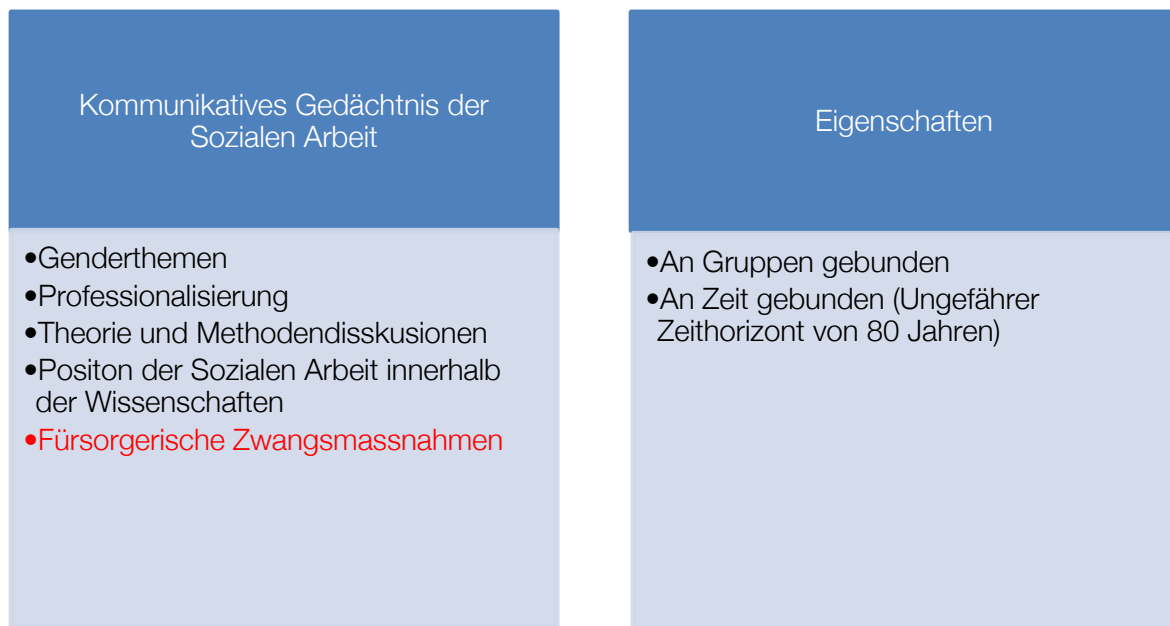 Kommunikatives Gedächtnis der
Sozialen Arbeit
•Genderthemen
•Professionalisierung
•Theorie und Methodendisskusionen
•Positon der Sozialen Arbeit innerhalb
der Wissenschaften
•Fürsorgerische Zwangsmassnahmen
Eigenschaften
•An Gruppen gebunden
•An Zeit gebunden (Ungefährer
Zeithorizont von 80 Jahren)